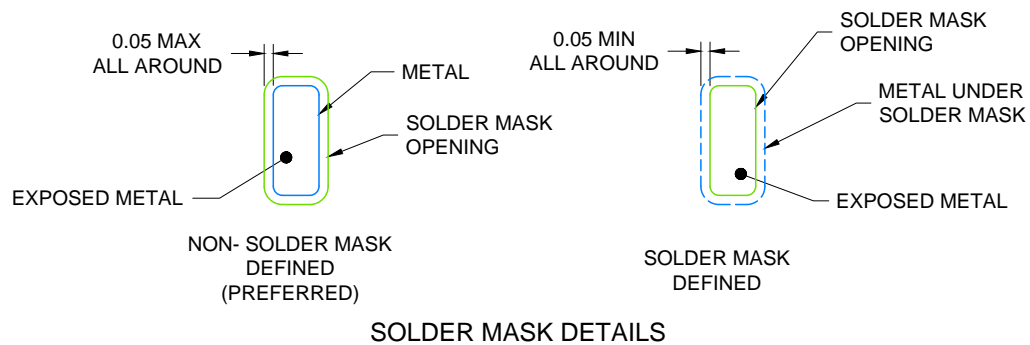 0.05 MAX
ALL AROUND
METAL
SOLDER MASK
OPENING
EXPOSED METAL
NON- SOLDER MASK
DEFINED
(PREFERRED)
0.05 MIN
ALL AROUND
SOLDER MASK
OPENING
METAL UNDER
SOLDER MASK
EXPOSED METAL
SOLDER MASK
DEFINED
SOLDER MASK DETAILS